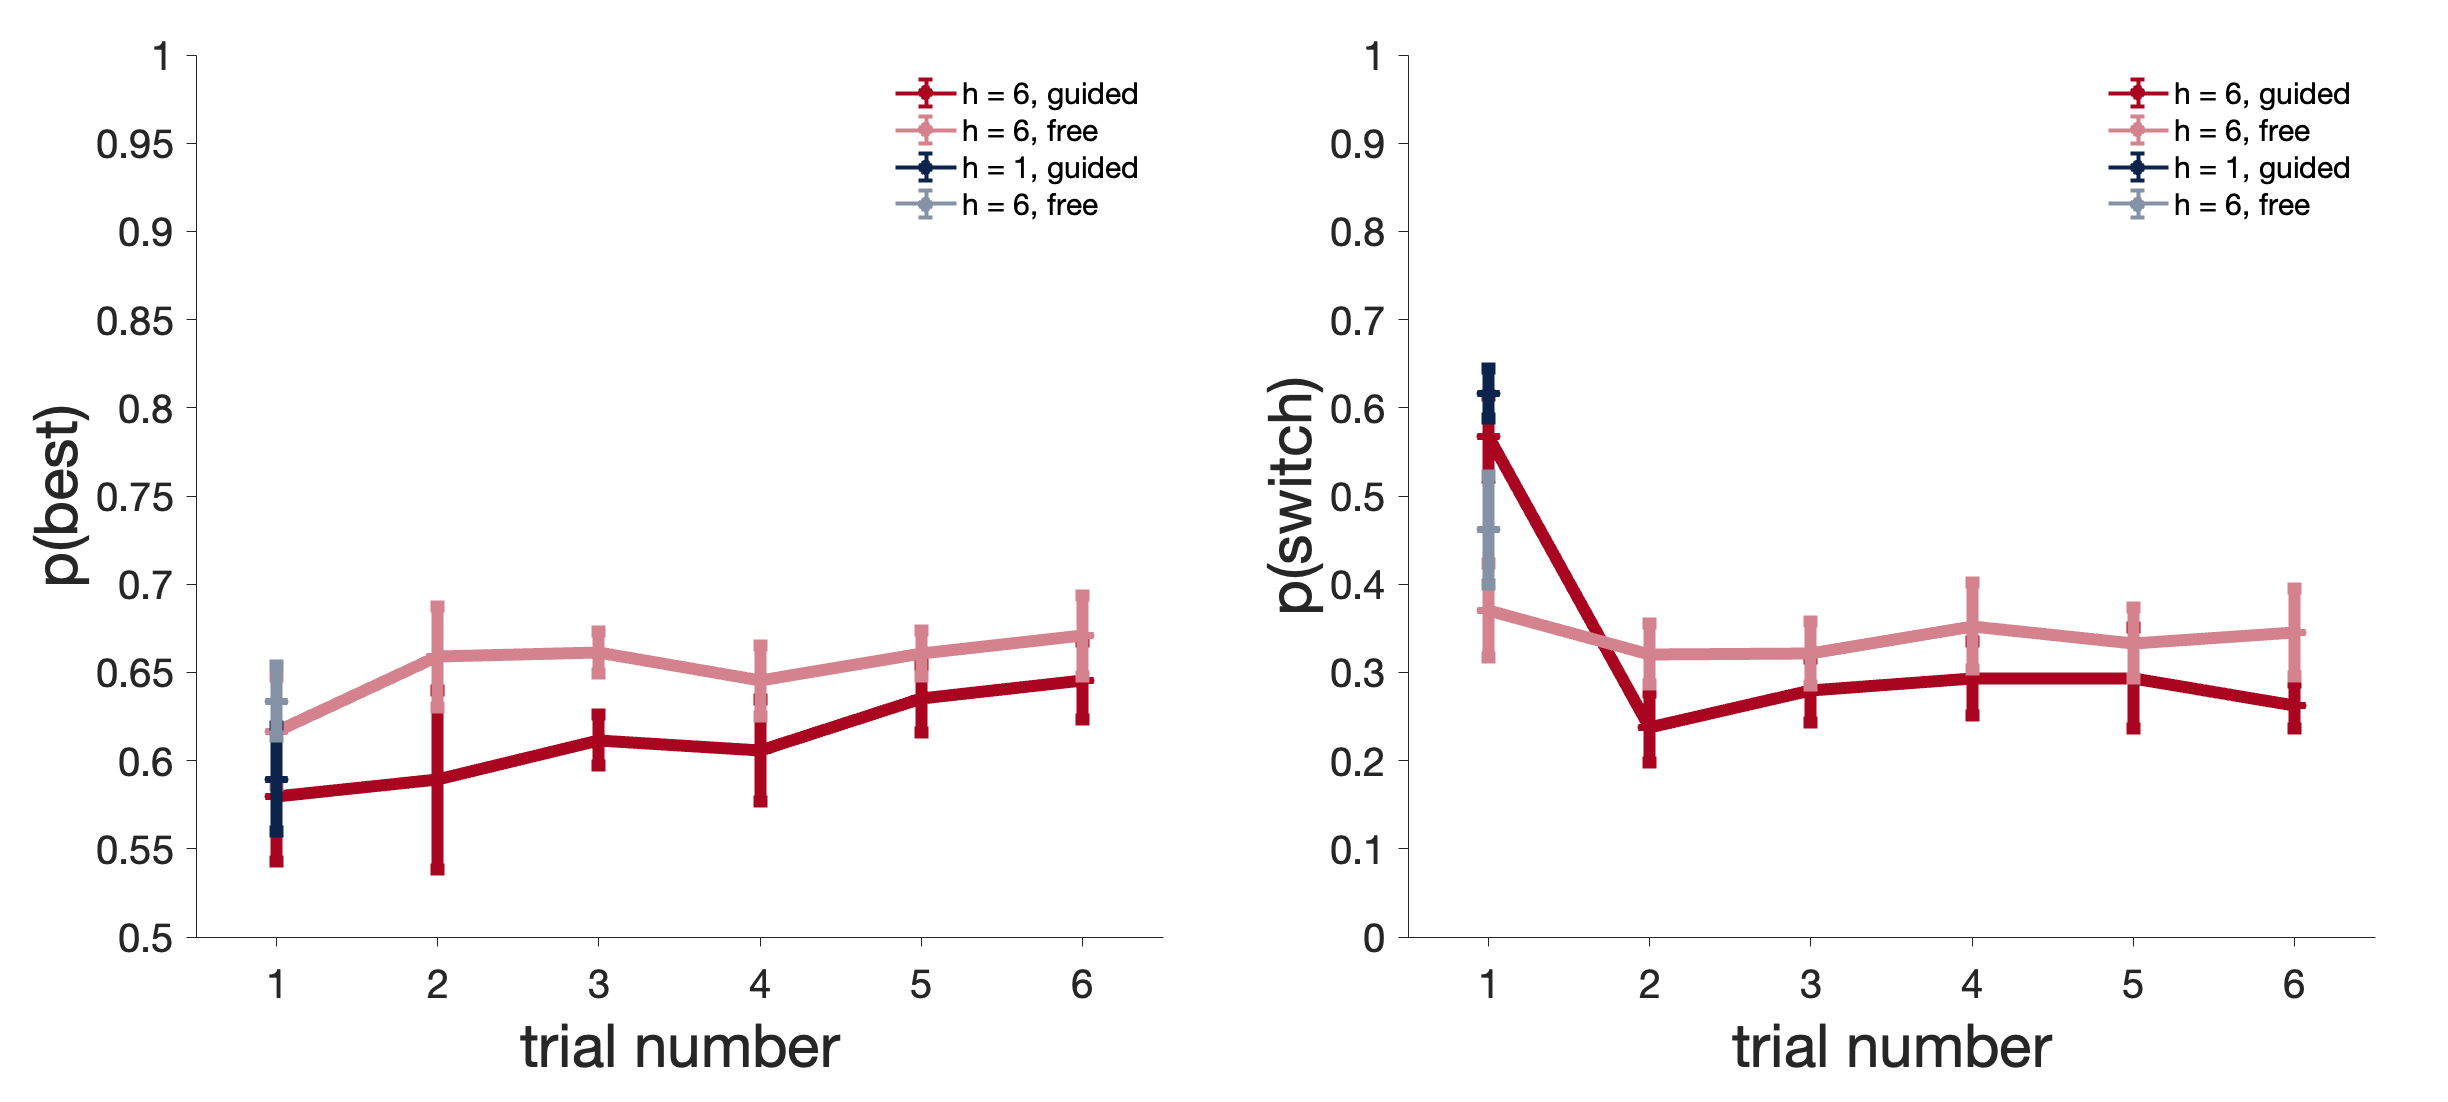 p(best)
1
0.95
0.9
0.85
0.8
0.75
0.7
0.65
0.6
0.55
0.5
h = 6, guided
h = 6, free
h = 1, guided
h = 6, free
1 2 3 4 5 6
trial number
p(switch)
1
0.9
0.8
0.7
0.6
0.5
0.4
0.3
0.2
0.1
0
h = 6, guided
h = 6, free
h = 1, guided
h = 6, free
1 2 3 4 5 6
trial number